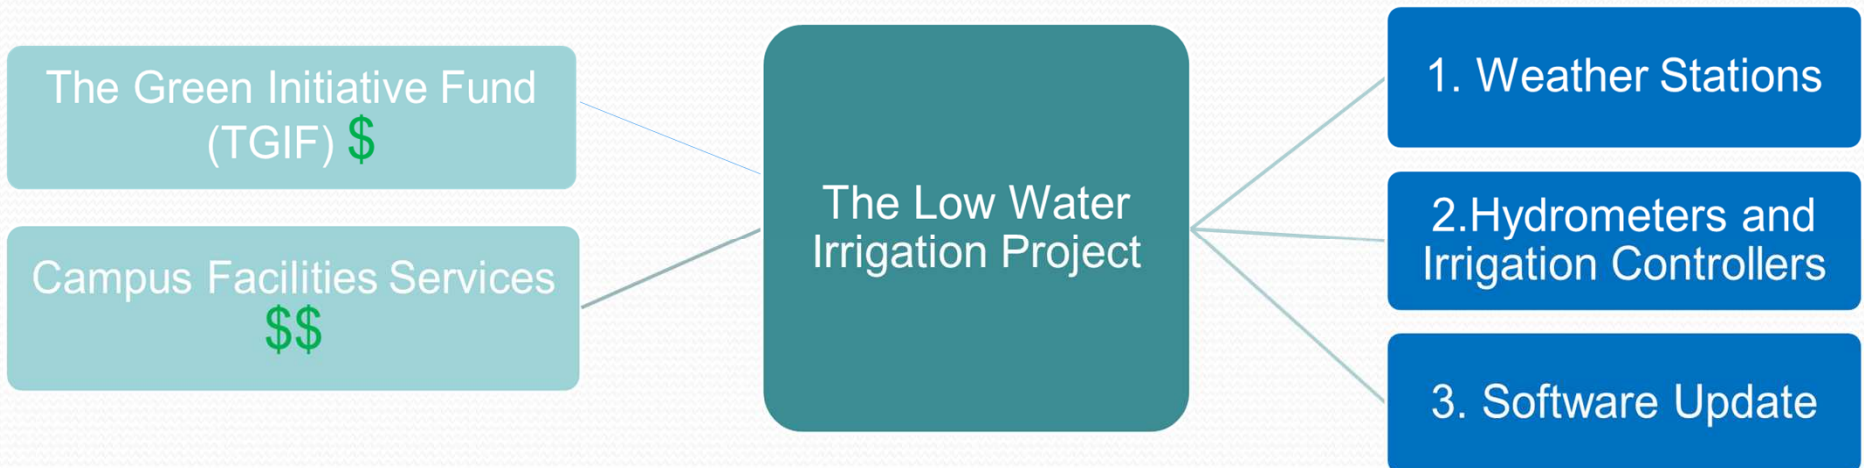 The Green Initiative Fund
(TGIF) $
Campus Facilities Services
$$
The Low Water
Irrigation Project
1. Weather Stations
2.Hydrometers and
Irrigation Controllers
3. Software Update